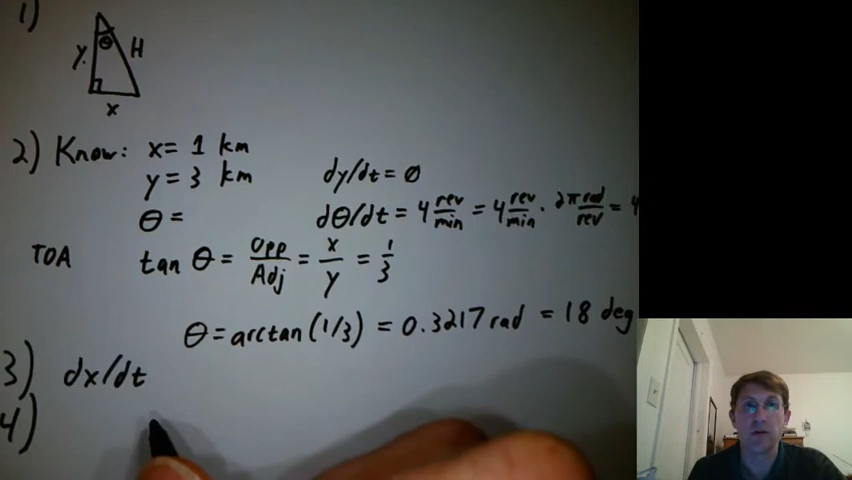 1)
y θ H
x
2) Know: x = 1 km
y = 3 km dy/dt = 0
θ = dθ/dt = 4 rev/min = 4 rev/min · 2π rad/rev = 4
TOA tan θ = Opp/Adj = x/y = 1/3
θ = arctan(1/3) = 0.3217 rad = 18 deg
3) dx/dt
4)